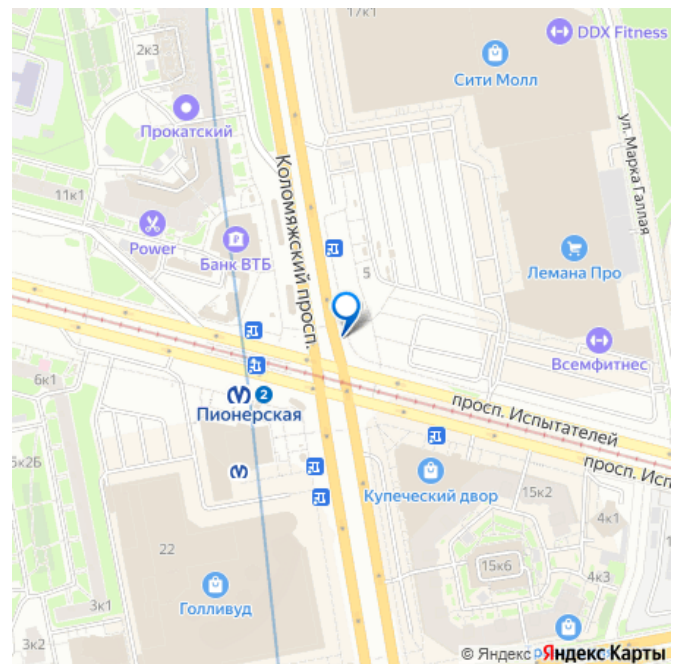 17к1
DDX Fitness
2к3
Сити Молл
Прокатский
ул. Марка Галлая
Коломяжский просп.
11к1
Power
Банк ВТБ
5
Лемана Про
Всемфитнес
6к1
2
Пионерская
просп. Испытателей
просп. Исп
5к2Б
Купеческий двор
15к2
4к1
22
15к6
4к3
1
3к1
Голливуд
3к2
© Яндекс Яндекс Карты